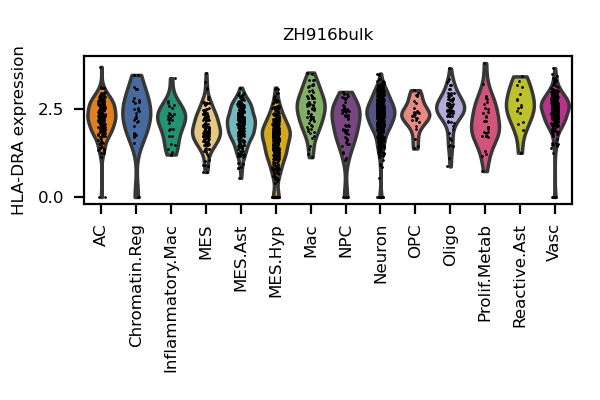 ZH916bulk
HLA-DRA expression
2.5
0.0
AC
Chromatin.Reg
Inflammatory.Mac
MES
MES.Ast
MES.Hyp
Mac
NPC
Neuron
OPC
Oligo
Prolif.Metab
Reactive.Ast
Vasc